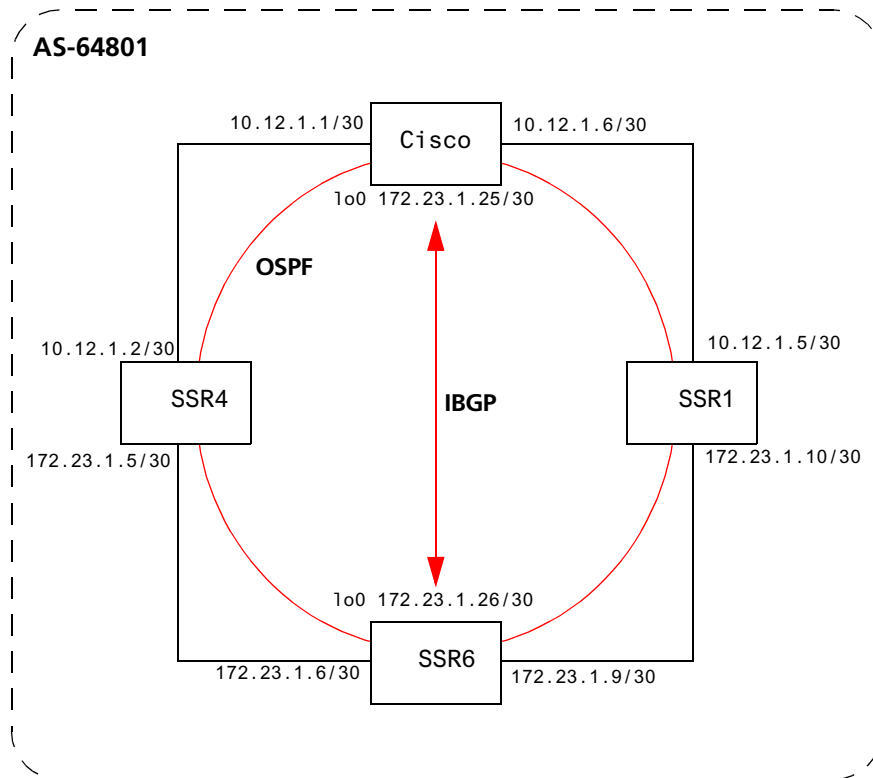 AS-64801
10.12.1.1/30
Cisco
10.12.1.6/30
lo0 172.23.1.25/30
OSPF
10.12.1.2/30
10.12.1.5/30
SSR4
IBGP
SSR1
172.23.1.5/30
172.23.1.10/30
lo0 172.23.1.26/30
SSR6
172.23.1.6/30
172.23.1.9/30